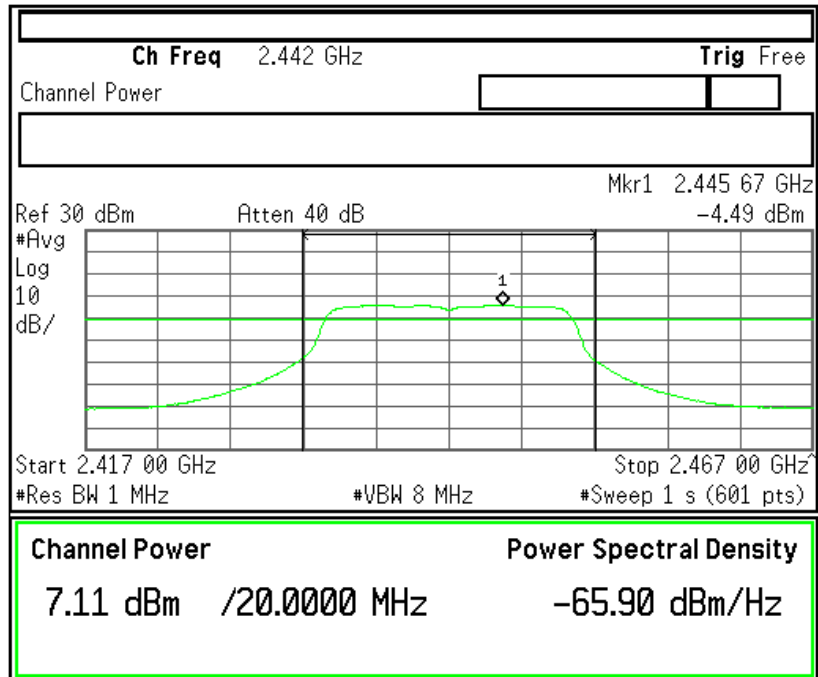 Ch Freq 2.442 GHz Trig Free
Channel Power
Mkr1 2.445 67 GHz
Ref 30 dBm Atten 40 dB -4.49 dBm
#Avg
Log
10
dB/
1
Start 2.417 00 GHz Stop 2.467 00 GHz^
#Res BW 1 MHz #VBW 8 MHz #Sweep 1 s (601 pts)
Channel Power Power Spectral Density
7.11 dBm /20.0000 MHz -65.90 dBm/Hz